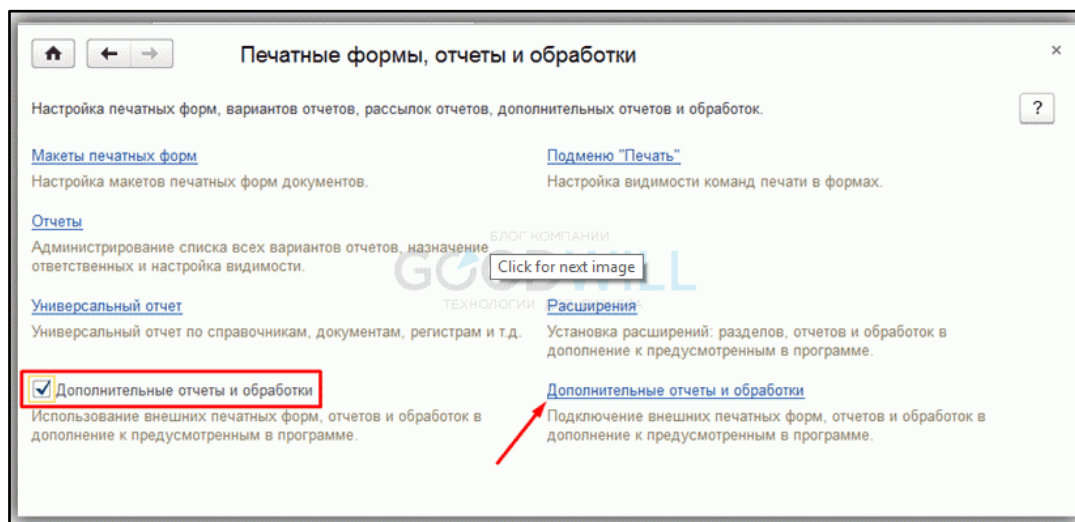 Печатные формы, отчеты и обработки
Настройка печатных форм, вариантов отчетов, рассылок отчетов, дополнительных отчетов и обработок.
?
Макеты печатных форм
Настройка макетов печатных форм документов.
Подменю "Печать"
Настройка видимости команд печати в формах.
Отчеты
Администрирование списка всех вариантов отчетов, назначение
ответственных и настройка видимости.
БЛОГ КОМПАНИИ
GOODWILL
Click for next image
ТЕХНОЛОГИИ
Универсальный отчет
Универсальный отчет по справочникам, документам, регистрам и т.д.
Расширения
Установка расширений: разделов, отчетов и обработок в
дополнение к предусмотренным в программе.
Дополнительные отчеты и обработки
Использование внешних печатных форм, отчетов и обработок в
дополнение к предусмотренным в программе.
Дополнительные отчеты и обработки
Подключение внешних печатных форм, отчетов и обработок в
дополнение к предусмотренным в программе.